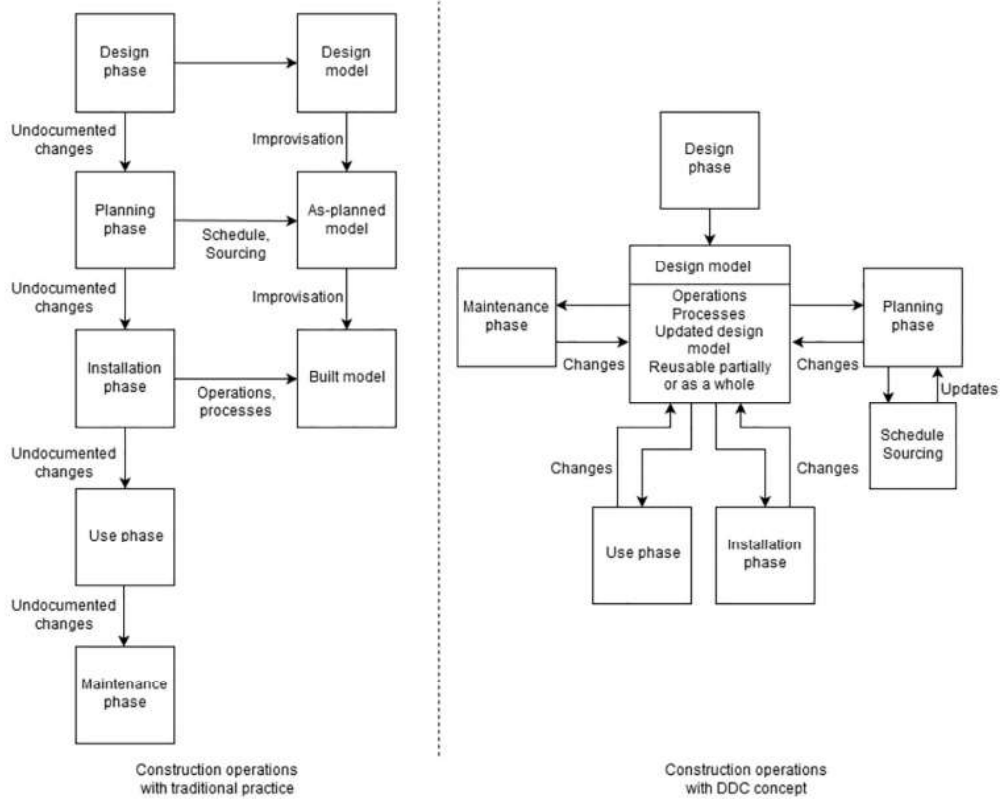 Design
phase
Design
model
Undocumented
changes
Improvisation
Planning
phase
Schedule,
Sourcing
As-planned
model
Undocumented
changes
Improvisation
Installation
phase
Operations,
processes
Built model
Undocumented
changes
Use phase
Undocumented
changes
Maintenance
phase
Construction operations
with traditional practice
Design
phase
Design model
Operations
Processes
Updated design
model
Reusable partially
or as a whole
Maintenance
phase
Changes
Planning
phase
Changes
Updates
Schedule
Sourcing
Changes
Changes
Use phase
Installation
phase
Construction operations
with DDC concept